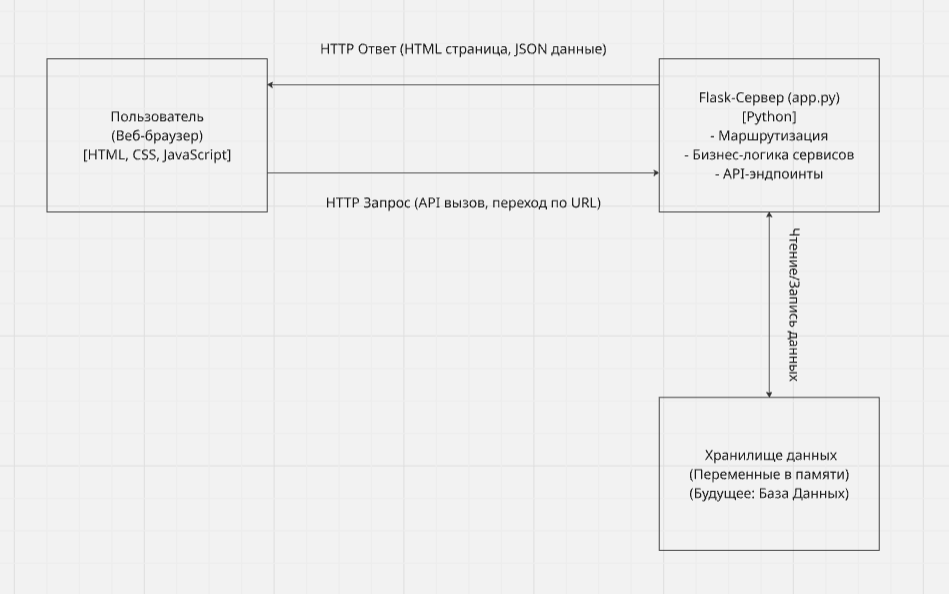 HTTP Ответ (HTML страница, JSON данные)
Пользователь
(Веб-браузер)
[HTML, CSS, JavaScript]
Flask-Сервер (app.py)
[Python]
- Маршрутизация
- Бизнес-логика сервисов
- API-эндпоинты
HTTP Запрос (API вызов, переход по URL)
Чтение/Запись данных
Хранилище данных
(Переменные в памяти)
(Будущее: База Данных)